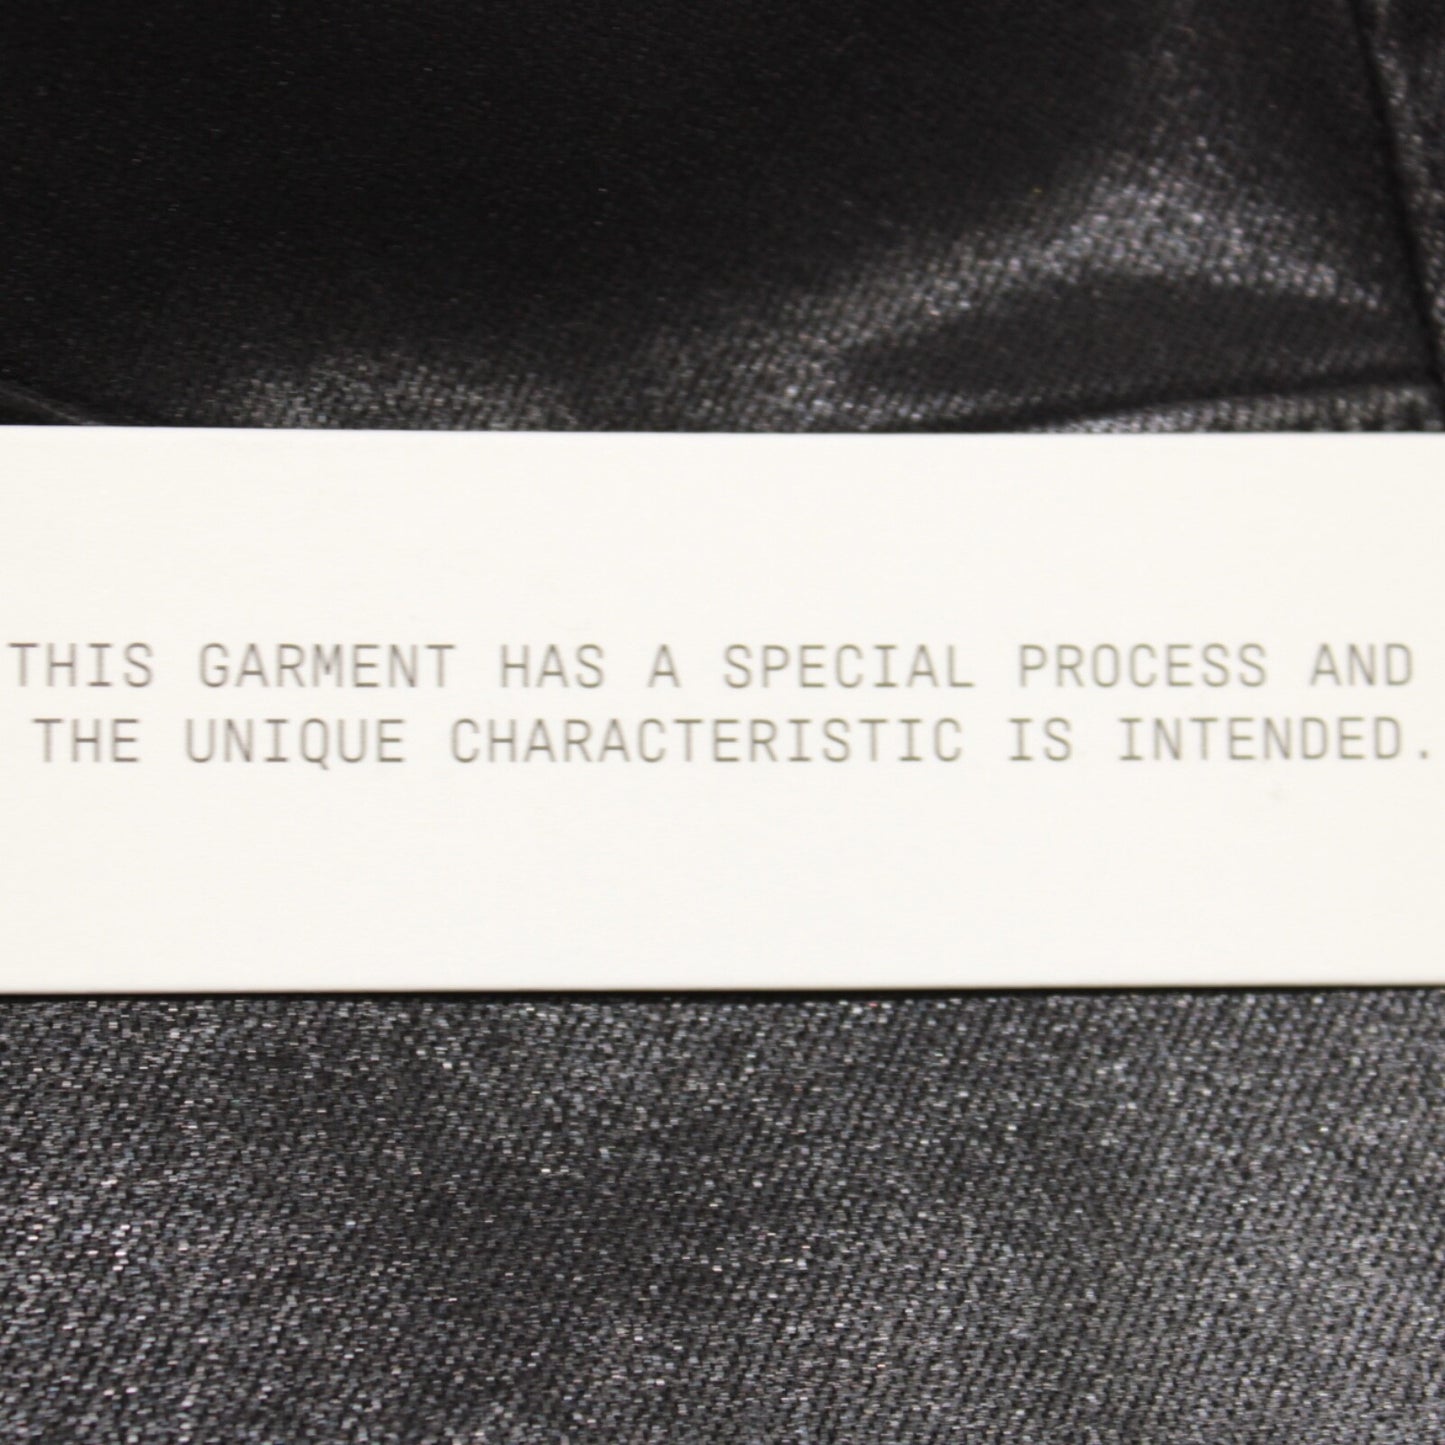 THIS GARMENT HAS A SPECIAL PROCESS AND
THE UNIQUE CHARACTERISTIC IS INTENDED.